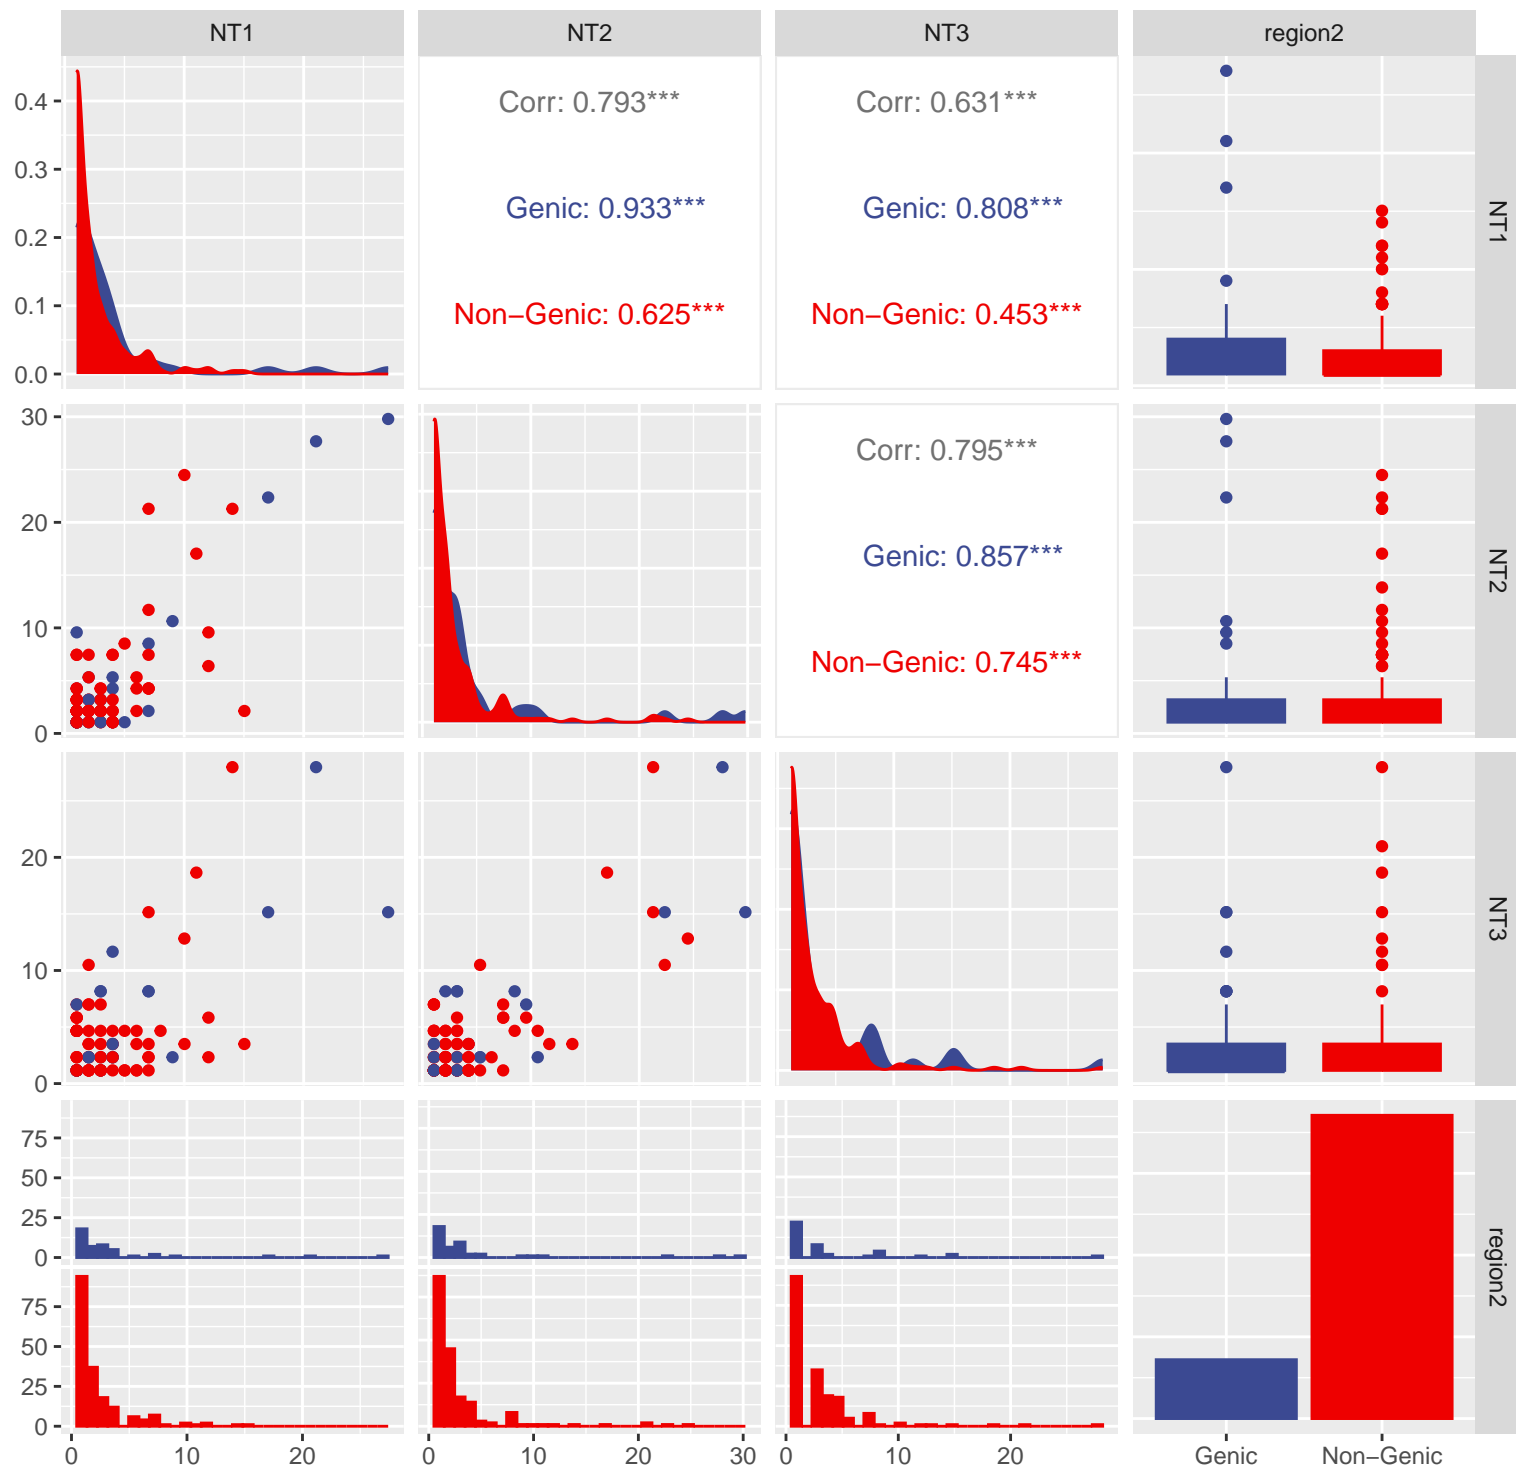 NT1 NT2 NT3 region2
0.4
0.3
0.2
0.1
0.0
Corr: 0.793***
Genic: 0.933***
Non−Genic: 0.625***
Corr: 0.631***
Genic: 0.808***
Non−Genic: 0.453***
NT1
30
20
10
0
Corr: 0.795***
Genic: 0.857***
Non−Genic: 0.745***
NT2
20
10
0
NT3
75
50
25
0
75
50
25
0
region2
0 10 20 0 10 20 30 0 10 20 Genic Non−Genic